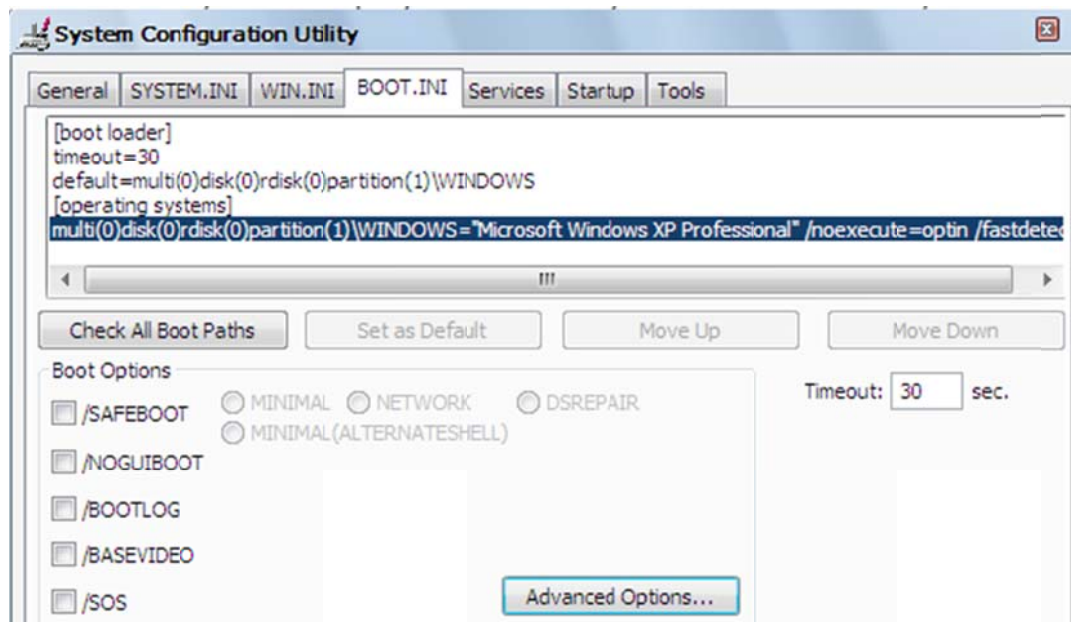 System Configuration Utility
General SYSTEM.INI WIN.INI BOOT.INI Services Startup Tools
[boot loader]
timeout=30
default=multi(0)disk(0)rdisk(0)partition(1)\WINDOWS
[operating systems]
multi(0)disk(0)rdisk(0)partition(1)\WINDOWS="Microsoft Windows XP Professional" /noexecute=optin /fastdetec
Check All Boot Paths Set as Default Move Up Move Down
Boot Options
Timeout: 30 sec.
/SAFEBOOT MINIMAL NETWORK DSREPAIR
MINIMAL(ALTERNATESHELL)
/NOGUIBOOT
/BOOTLOG
/BASEVIDEO
/SOS
Advanced Options...